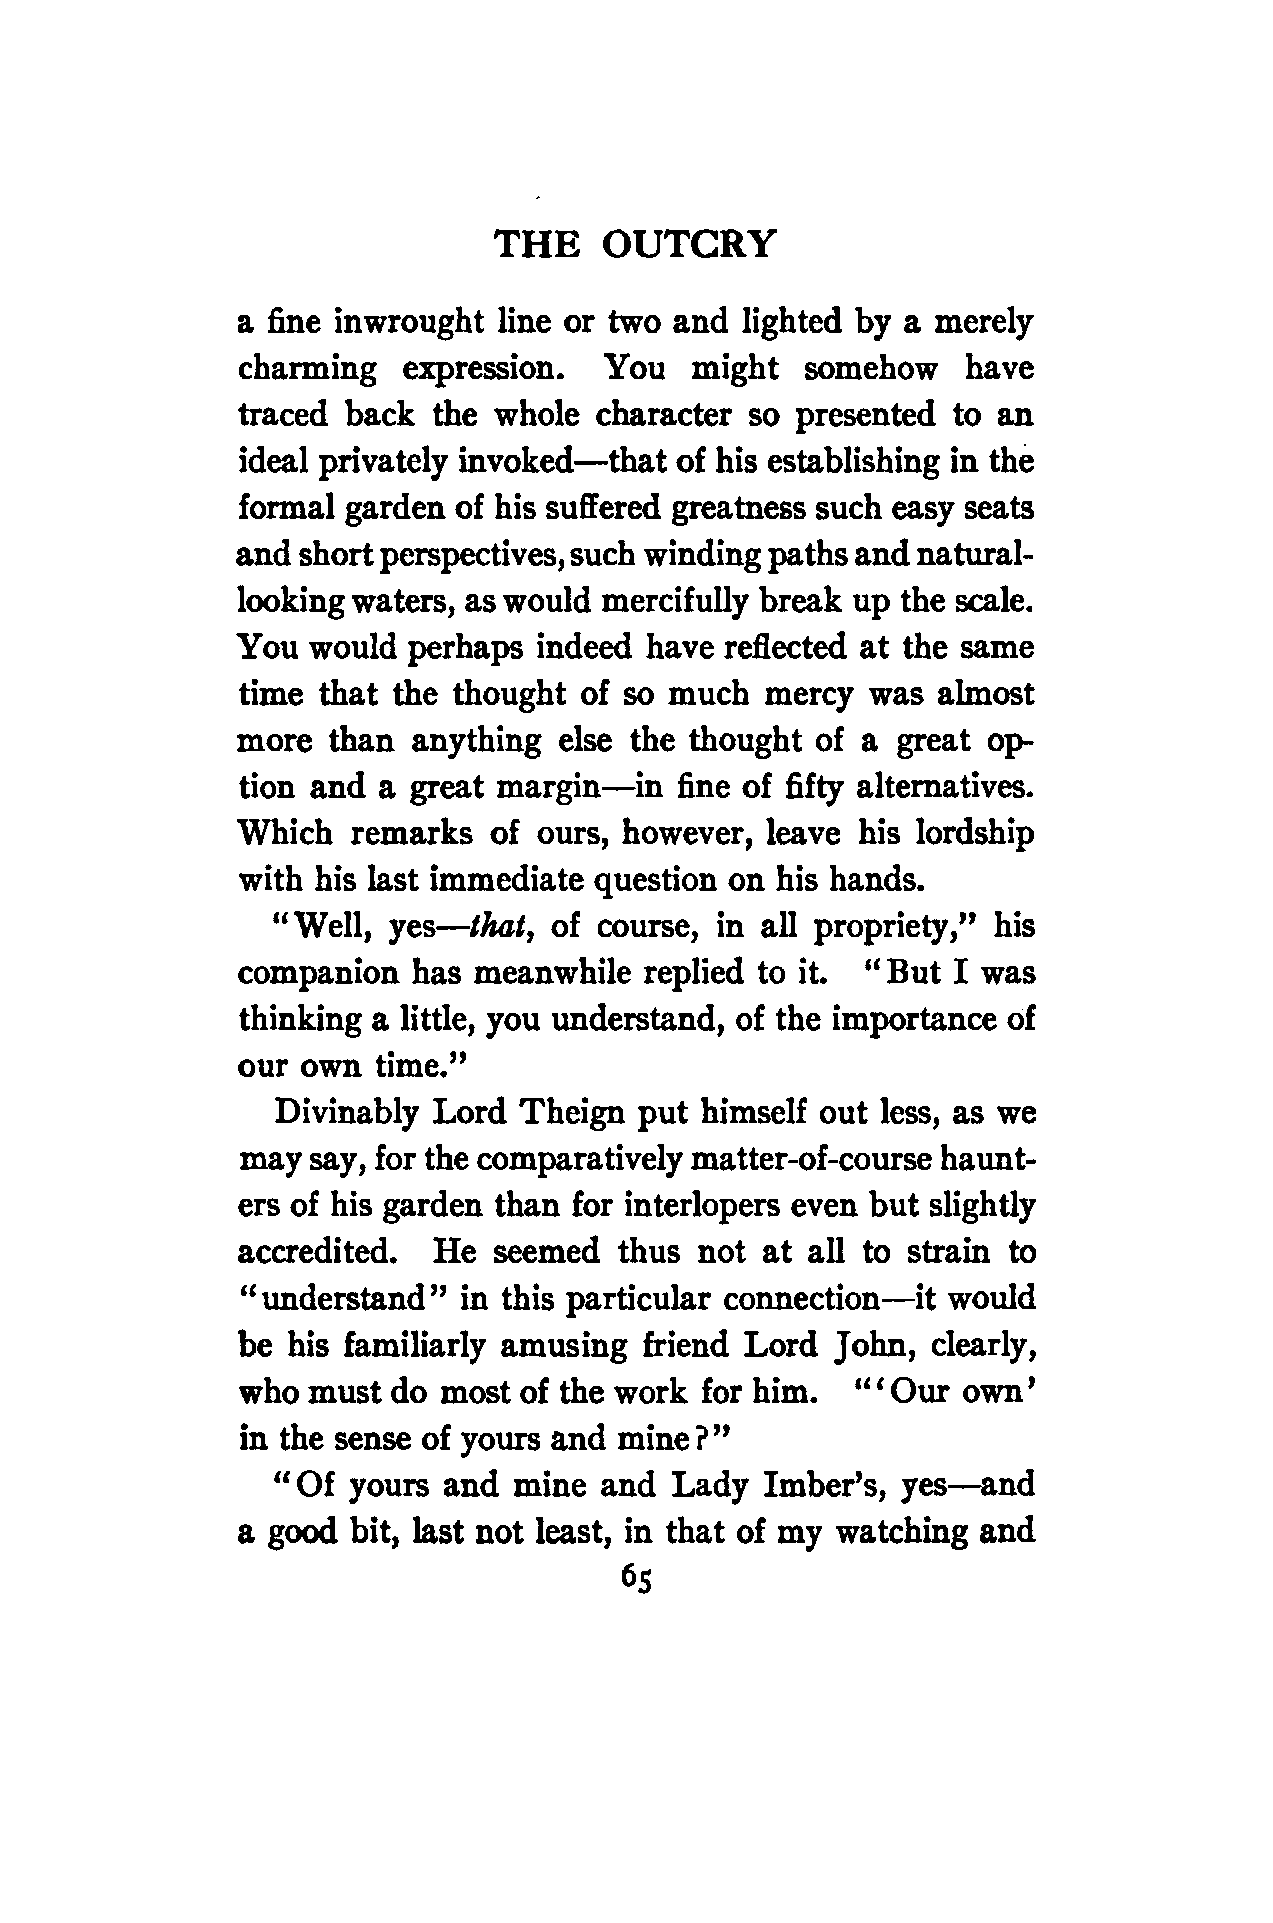 THE OUTCRY
a fine inwrought line or two and lighted by a merely
charming expression. You might somehow have
traced back the whole character so presented to an
ideal privately invoked—that of his establishing in the
formal garden of his suffered greatness such easy seats
and short perspectives, such winding paths and natural-
looking waters, as would mercifully break up the scale.
You would perhaps indeed have reflected at the same
time that the thought of so much mercy was almost
more than anything else the thought of a great op-
tion and a great margin—in fine of fifty alternatives.
Which remarks of ours, however, leave his lordship
with his last immediate question on his hands.
"Well, yes—that, of course, in all propriety," his
companion has meanwhile replied to it. "But I was
thinking a little, you understand, of the importance of
our own time."
Divinably Lord Theign put himself out less, as we
may say, for the comparatively matter-of-course haunt-
ers of his garden than for interlopers even but slightly
accredited. He seemed thus not at all to strain to
"understand" in this particular connection—it would
be his familiarly amusing friend Lord John, clearly,
who must do most of the work for him. "'Our own'
in the sense of yours and mine?"
"Of yours and mine and Lady Imber's, yes—and
a good bit, last not least, in that of my watching and
65